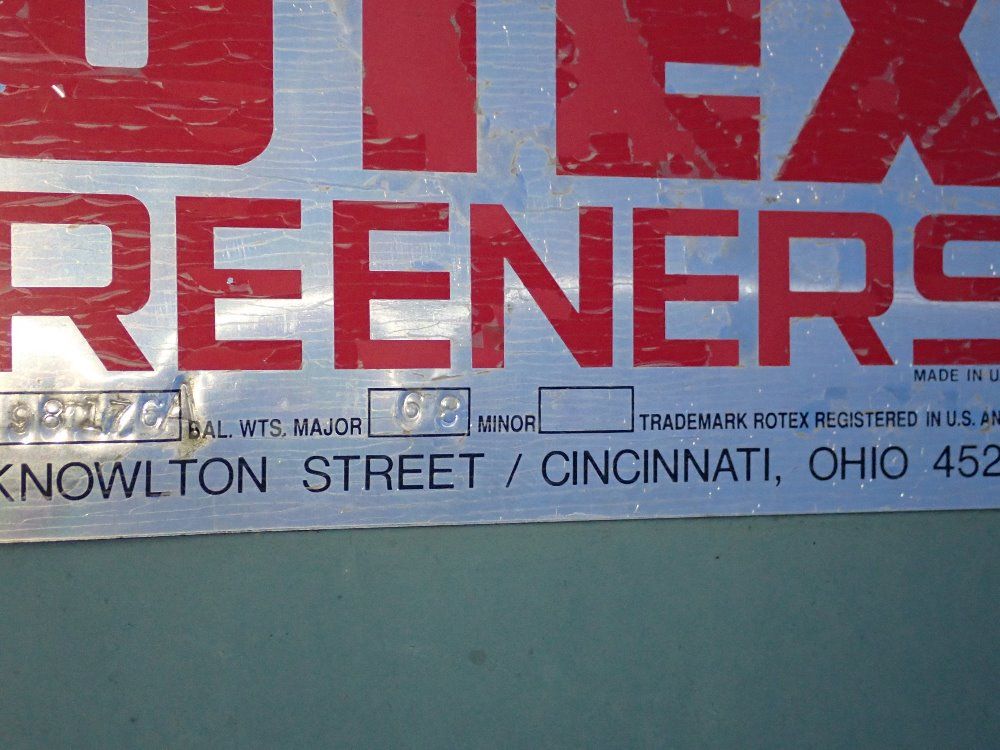 OTEX
REENERS
MADE IN U
BAL. WTS. MAJOR 68 MINOR TRADEMARK ROTEX REGISTERED IN U.S. AN
KNOWLTON STREET / CINCINNATI, OHIO 452